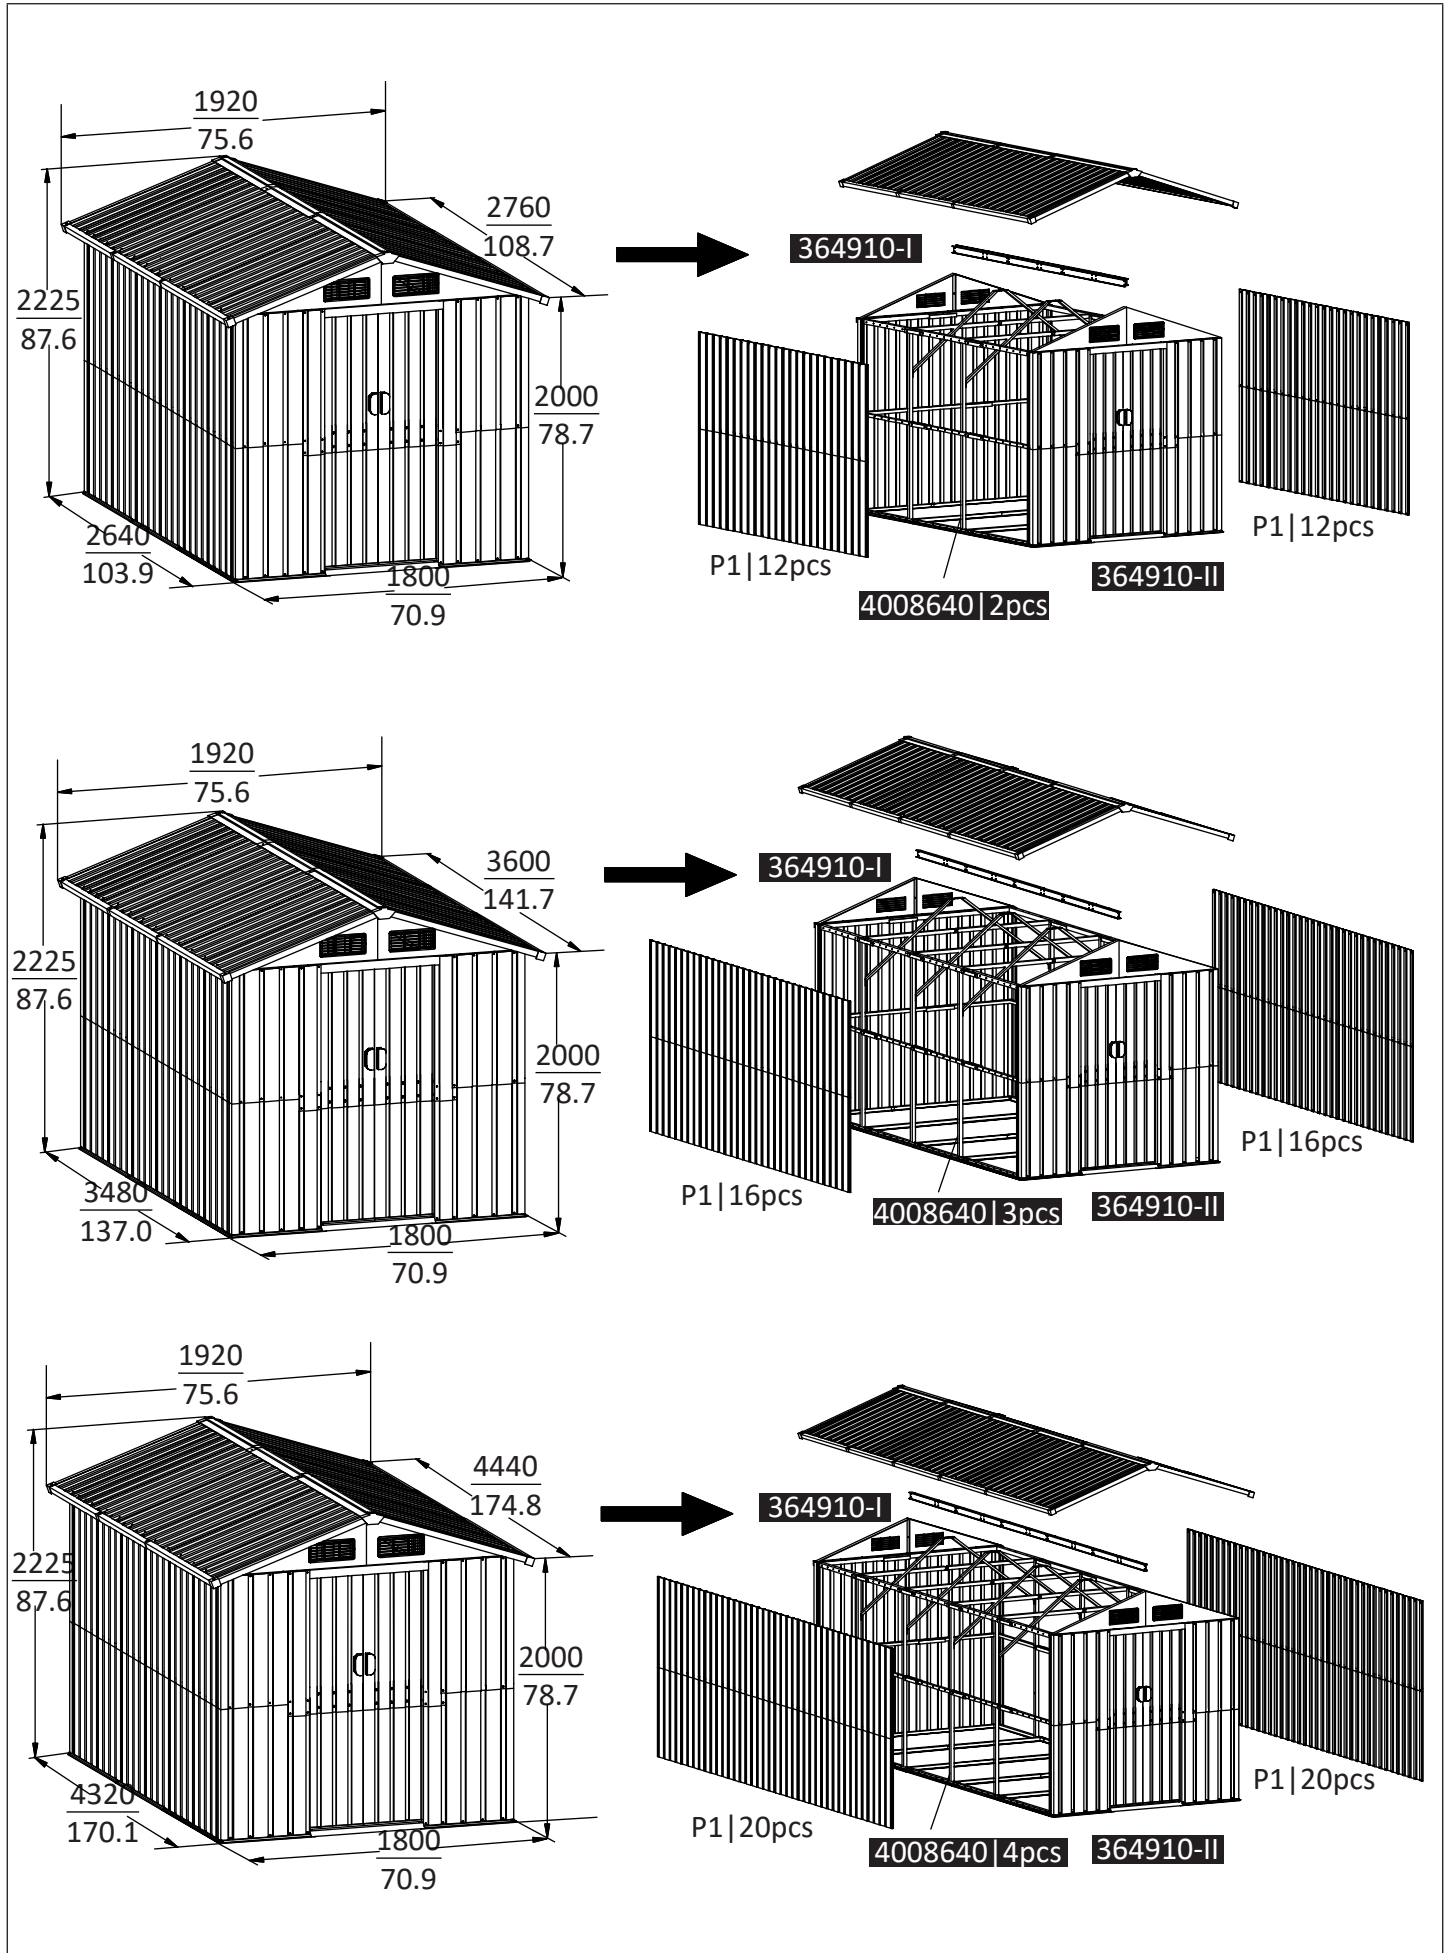 1920
75.6
2760
108.7
2225
87.6
2000
78.7
2640
103.9
1800
70.9
364910-I
P1|12pcs
P1|12pcs
364910-II
4008640|2pcs
1920
75.6
3600
141.7
2225
87.6
2000
78.7
3480
137.0
1800
70.9
364910-I
P1|16pcs
P1|16pcs
364910-II
4008640|3pcs
1920
75.6
4440
174.8
2225
87.6
2000
78.7
4320
170.1
1800
70.9
364910-I
P1|20pcs
P1|20pcs
364910-II
4008640|4pcs